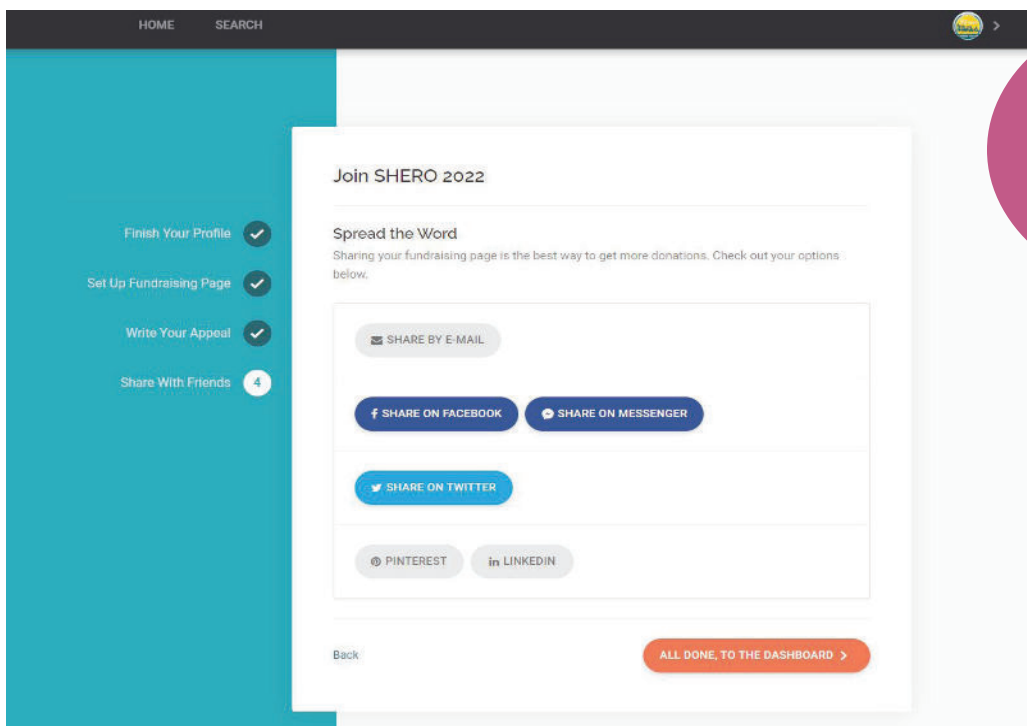 HOME SEARCH
Join SHERO 2022
Finish Your Profile
Set Up Fundraising Page
Write Your Appeal
Share With Friends 4
Spread the Word
Sharing your fundraising page is the best way to get more donations. Check out your options
below.
SHARE BY E-MAIL
SHARE ON FACEBOOK SHARE ON MESSENGER
SHARE ON TWITTER
PINTEREST in LINKEDIN
Back ALL DONE, TO THE DASHBOARD >